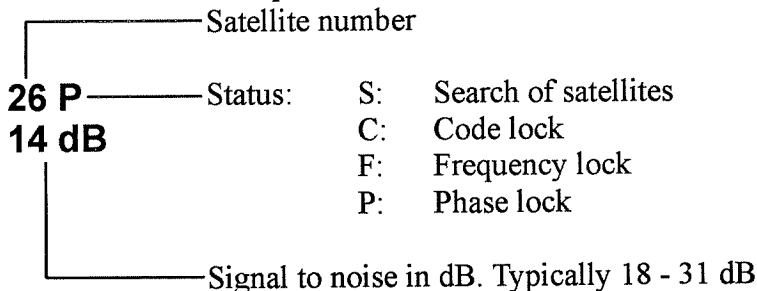 Satellite number
26 P Status: S: Search of satellites
14 dB C: Code lock
F: Frequency lock
P: Phase lock
Signal to noise in dB. Typically 18 - 31 dB